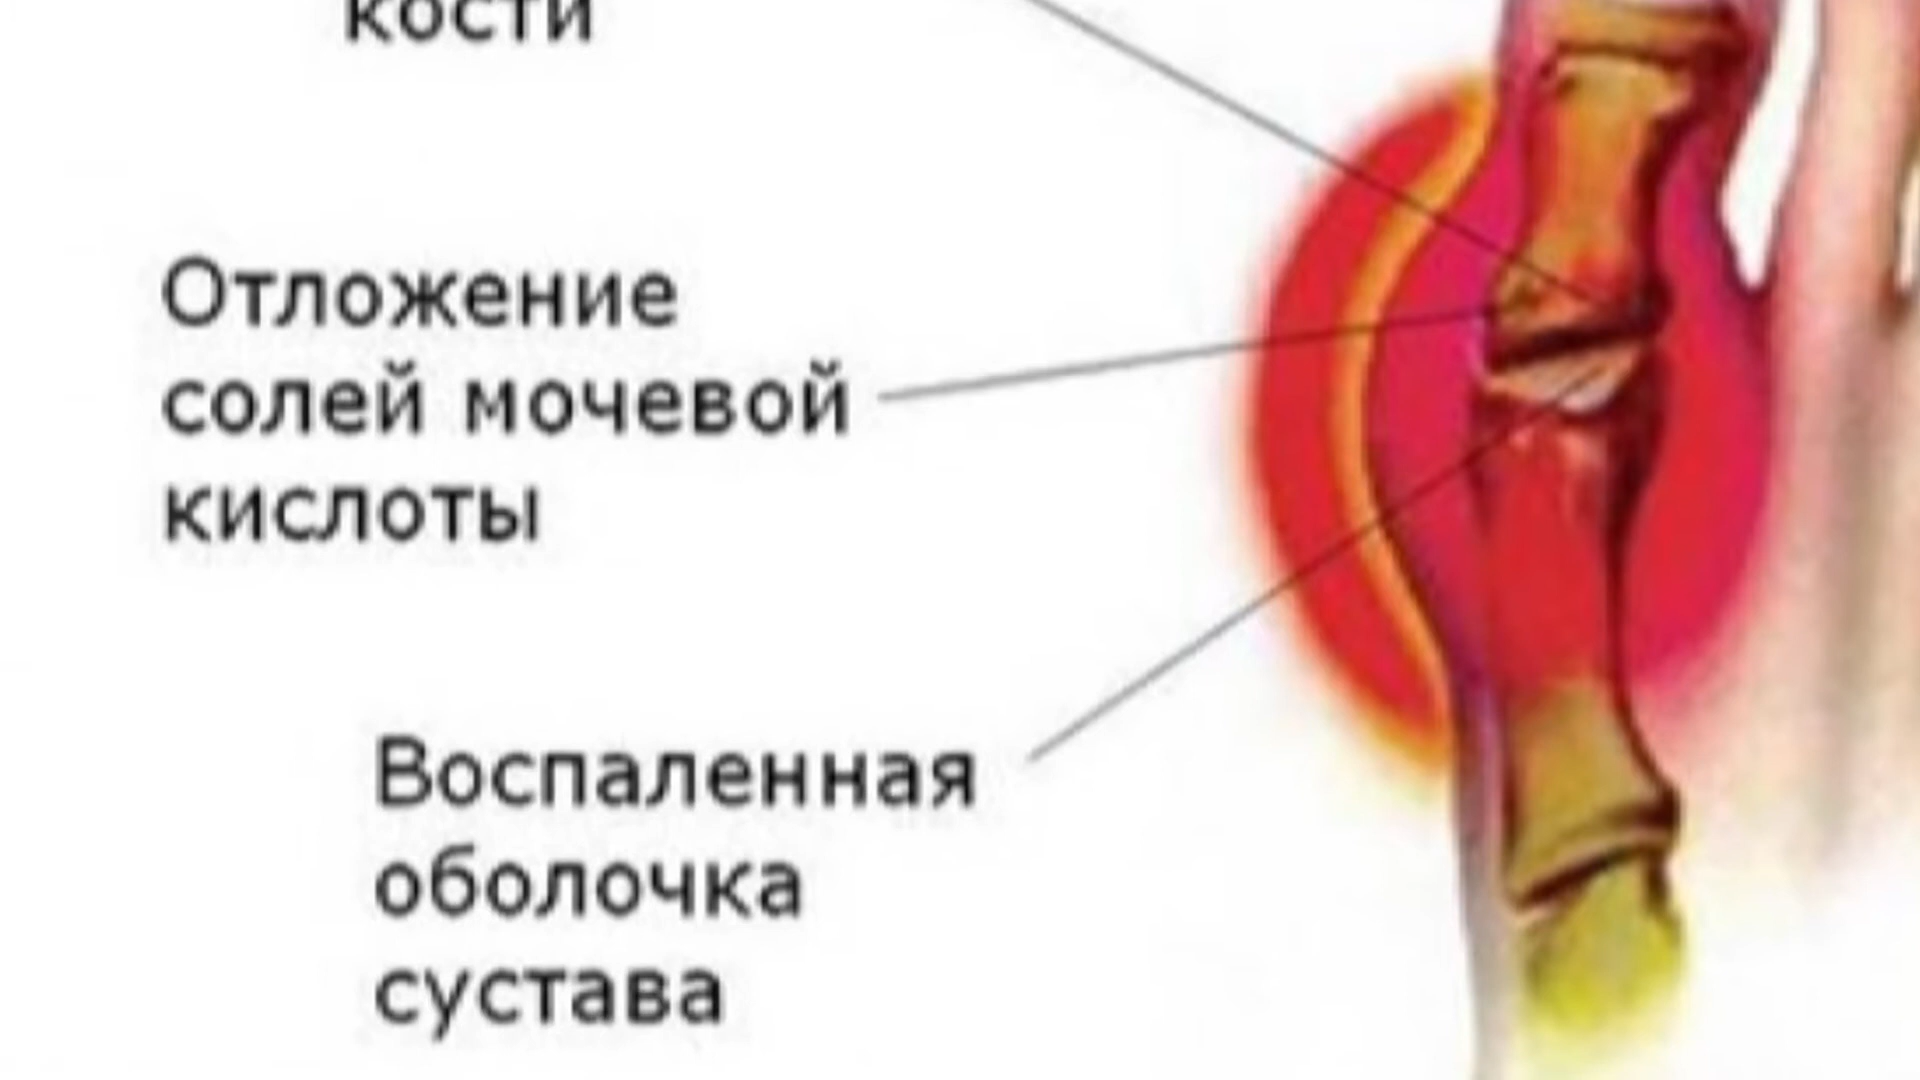 кости
Отложение
солей мочевой
кислоты
Воспаленная
оболочка
сустава